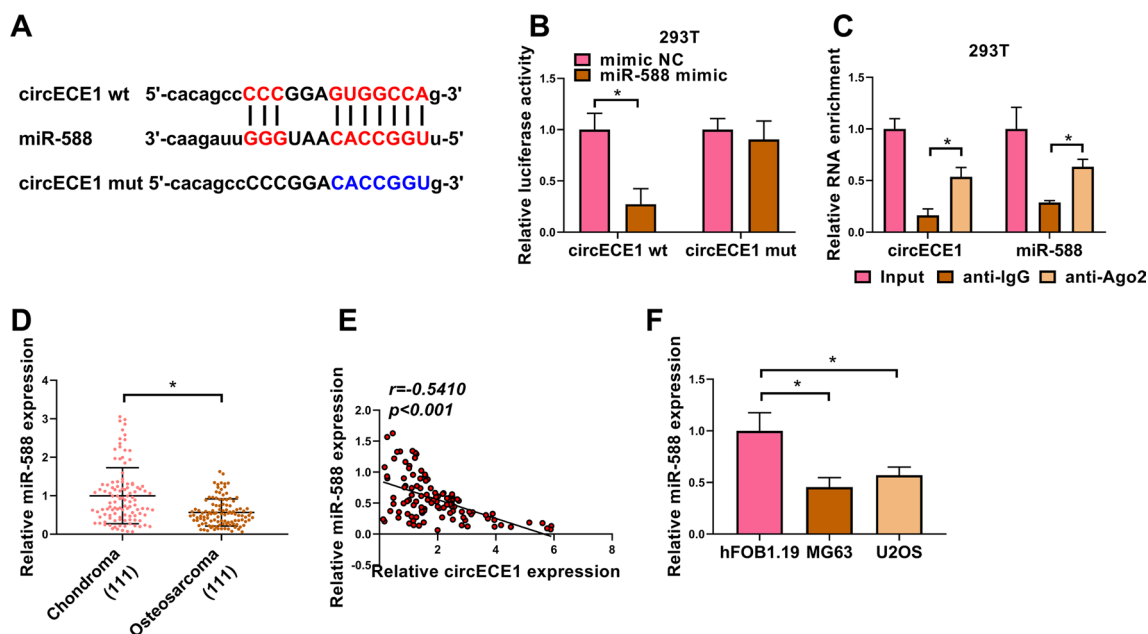 A
circECE1 wt 5'-cacagccCCCGGAGUGGCCAg-3'
miR-588 3'-caagauuGGGUAACACCGGUu-5'
circECE1 mut 5'-cacagccCCCGGACACCGGUg-3'
B
293T
mimic NC
miR-588 mimic
Relative luciferase activity
1.5
*
1.0
0.5
0.0
circECE1 wt circECE1 mut
C
293T
Relative RNA enrichment
1.5
1.0
* *
0.5
0.0
circECE1 miR-588
Input anti-IgG anti-Ago2
D
Relative miR-588 expression
4
*
3
2
1
0
Chondroma
(111)
Osteosarcoma
(111)
E
Relative miR-588 expression
r=-0.5410
p<0.001
2.0
1.5
1.0
0.5
0.0
2 4 6 8
-0.5
Relative circECE1 expression
F
Relative miR-588 expression
*
1.5
*
1.0
0.5
0.0
hFOB1.19 MG63 U2OS